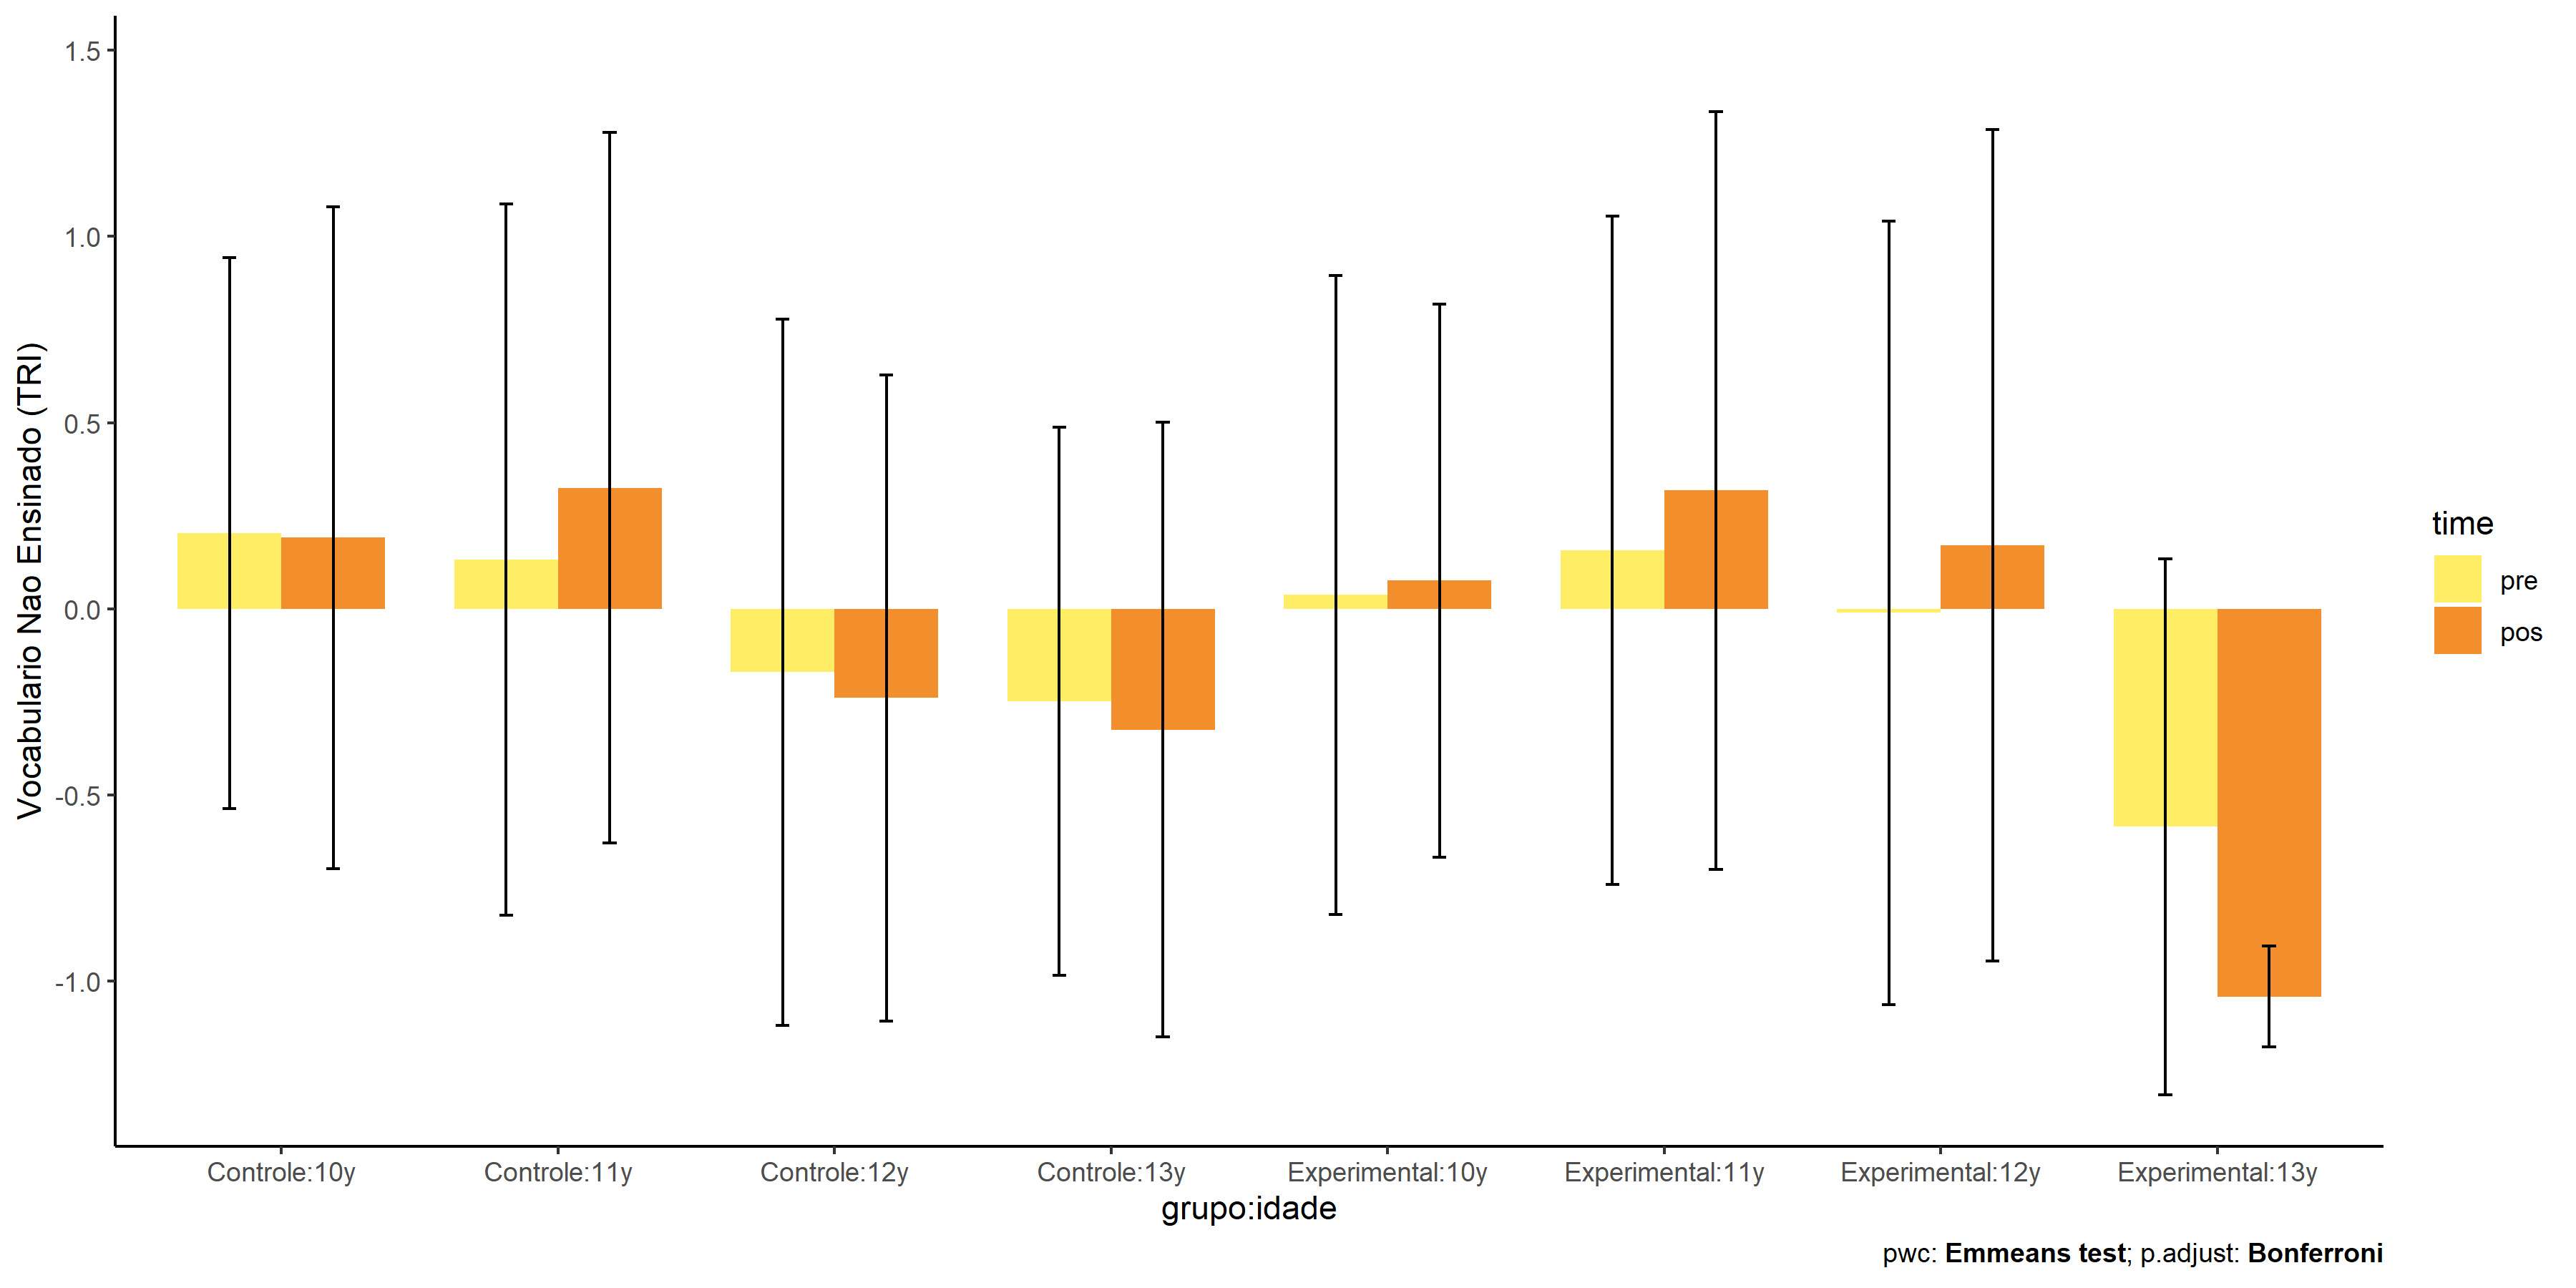 Vocabulario Nao Ensinado (TRI)
1.5
1.0
0.5
0.0
-0.5
-1.0
Controle:10y
Controle:11y
Controle:12y
Controle:13y
Experimental:10y
Experimental:11y
Experimental:12y
Experimental:13y
grupo:idade
time
pre
pos
pwc: Emmeans test; p.adjust: Bonferroni